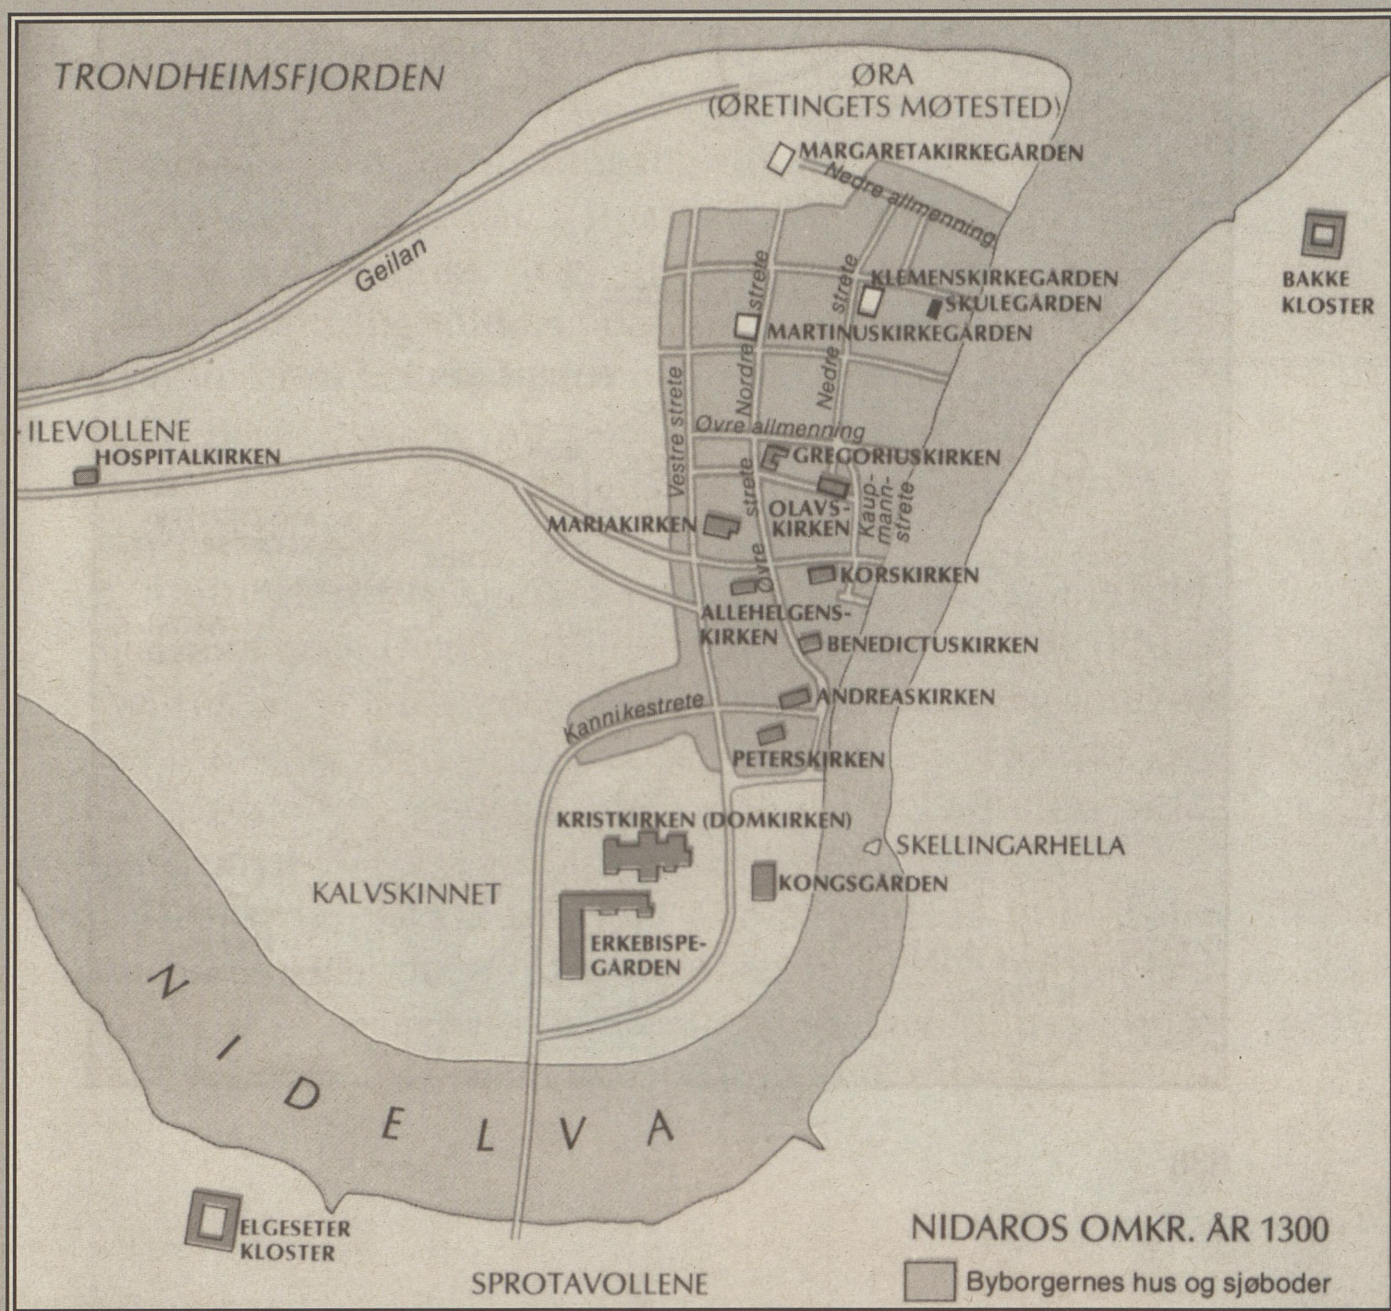 TRONDHEIMSFJORDEN
ØRA
(ØRETINGETS MØTESTED)
MARGARETAKIRKEGÅRDEN
Nedre allmenning
Geilan
KLEMENSKIRKEGÅRDEN
SKULEGÅRDEN
MARTINUSKIRKEGÅRDEN
BAKKE
KLOSTER
Nordre strete
Nedre strete
Vestre strete
Øvre allmenning
ILEVOLLENE
HOSPITALKIRKEN
GREGORIUSKIRKEN
OLAVS-
KIRKEN
Kaup-
mann-
strete
MARIAKIRKEN
Øvre strete
KORSKIRKEN
ALLEHELGENS-
KIRKEN
BENEDICTUSKIRKEN
ANDREASKIRKEN
Kannikestrete
PETERSKIRKEN
KRISTKIRKEN (DOMKIRKEN)
SKELLINGARHELLA
KALVSKINNET
KONGSGÅRDEN
ERKEBISPE-
GÅRDEN
NIDELVA
ELGESETER
KLOSTER
SPROTAVOLLENE
NIDAROS OMKR. ÅR 1300
Byborgernes hus og sjøboder